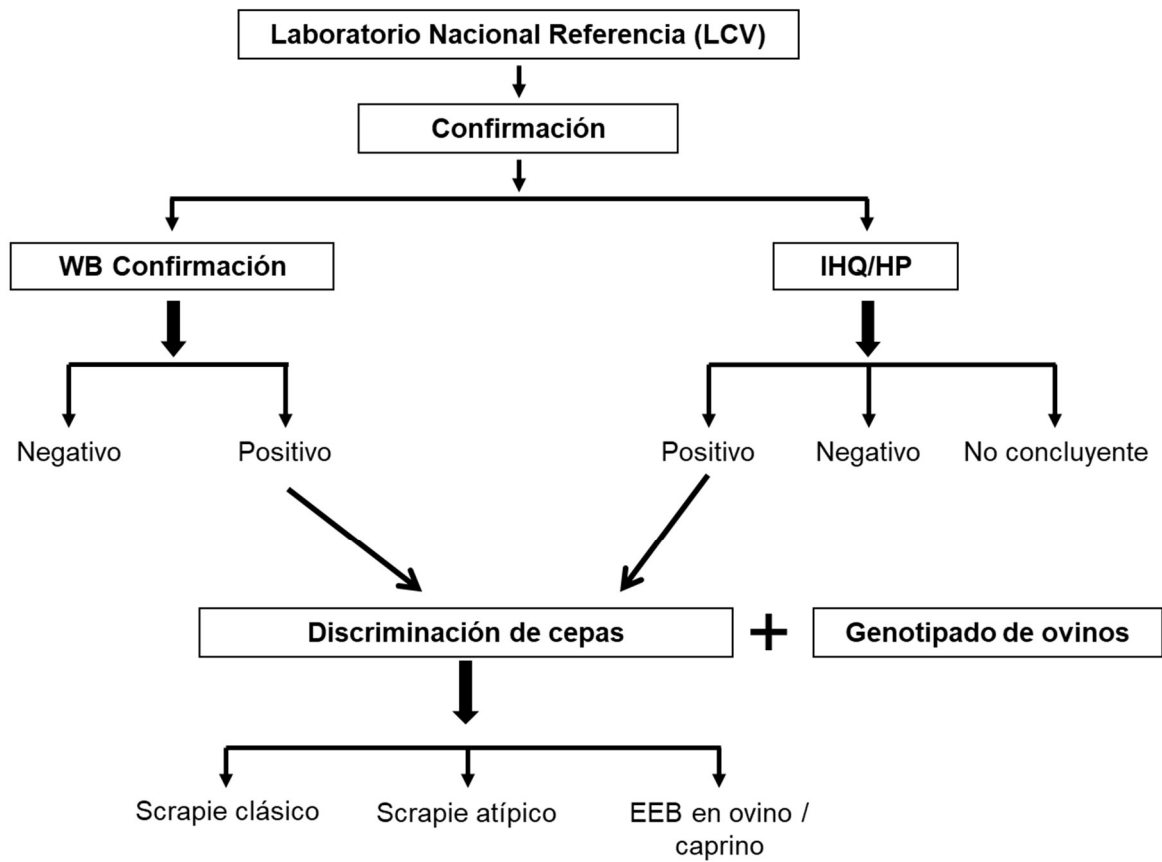 Laboratorio Nacional Referencia (LCV)
Confirmación
WB Confirmación
IHQ/HP
Negativo
Positivo
Positivo
Negativo
No concluyente
Discriminación de cepas
+
Genotipado de ovinos
Scrapie clásico
Scrapie atípico
EEB en ovino /
caprino